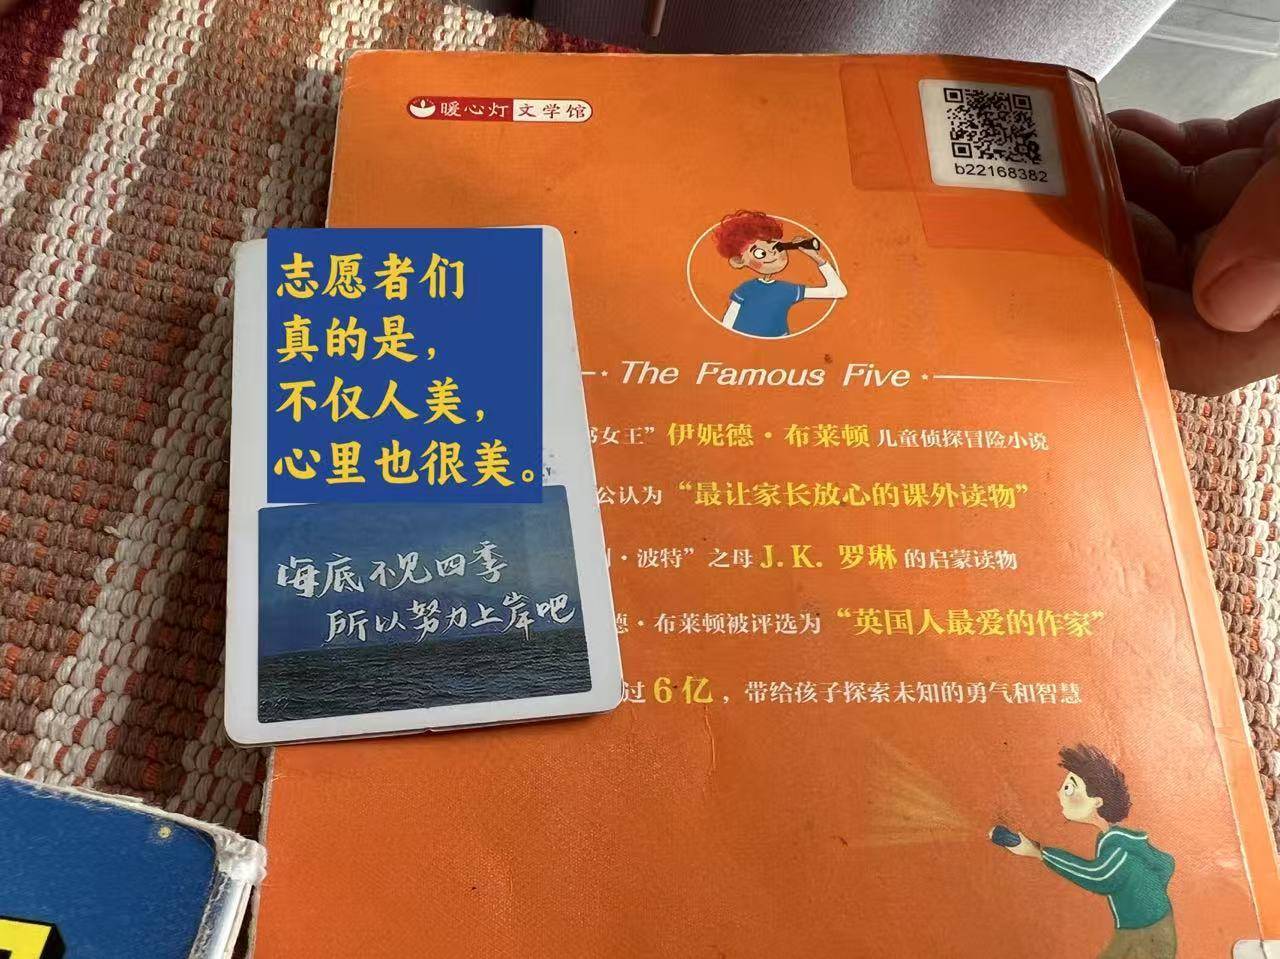 暖心灯文学馆
b22168382
The Famous Five
女王”伊妮德·布莱顿 儿童侦探冒险小说
公认为“最让家长放心的课外读物”
·波特”之母 J.K. 罗琳 的启蒙读物
德·布莱顿被评选为“英国人最爱的作家”
过6亿，带给孩子探索未知的勇气和智慧
志愿者们
真的是，
不仅人美，
心里也很美。
海底不见四季
所以努力上岸吧